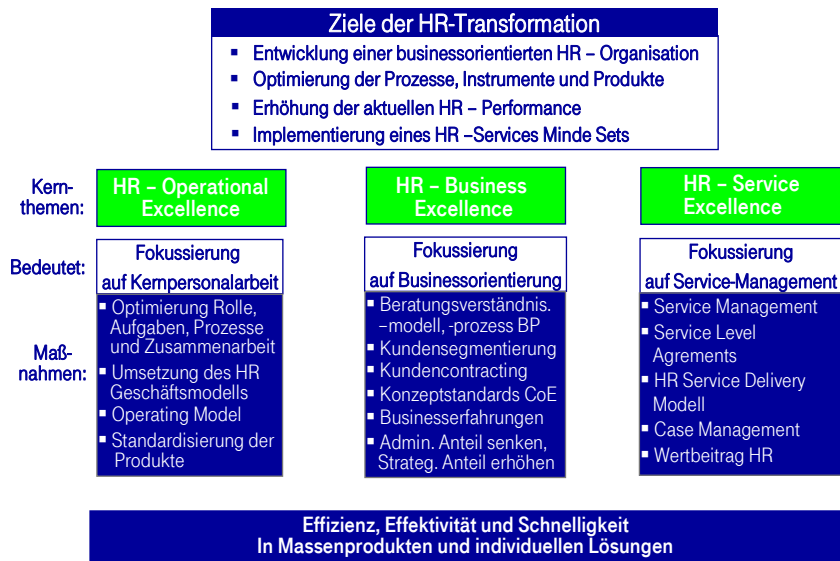 Ziele der HR-Transformation
▪ Entwicklung einer businessorientierten HR – Organisation
▪ Optimierung der Prozesse, Instrumente und Produkte
▪ Erhöhung der aktuellen HR – Performance
▪ Implementierung eines HR –Services Minde Sets
Kern-
themen:
HR – Operational
Excellence
HR – Business
Excellence
HR – Service
Excellence
Bedeutet:
Fokussierung
auf Kernpersonalarbeit
Fokussierung
auf Businessorientierung
Fokussierung
auf Service-Management
Maß-
nahmen:
▪ Optimierung Rolle,
Aufgaben, Prozesse
und Zusammenarbeit
▪ Umsetzung des HR
Geschäftsmodells
▪ Operating Model
▪ Standardisierung der
Produkte
▪ Beratungsverständnis.
–modell, -prozess BP
▪ Kundensegmentierung
▪ Kundencontracting
▪ Konzeptstandards CoE
▪ Businesserfahrungen
▪ Admin. Anteil senken,
Strateg. Anteil erhöhen
▪ Service Management
▪ Service Level
Agrements
▪ HR Service Delivery
Modell
▪ Case Management
▪ Wertbeitrag HR
Effizienz, Effektivität und Schnelligkeit
In Massenprodukten und individuellen Lösungen